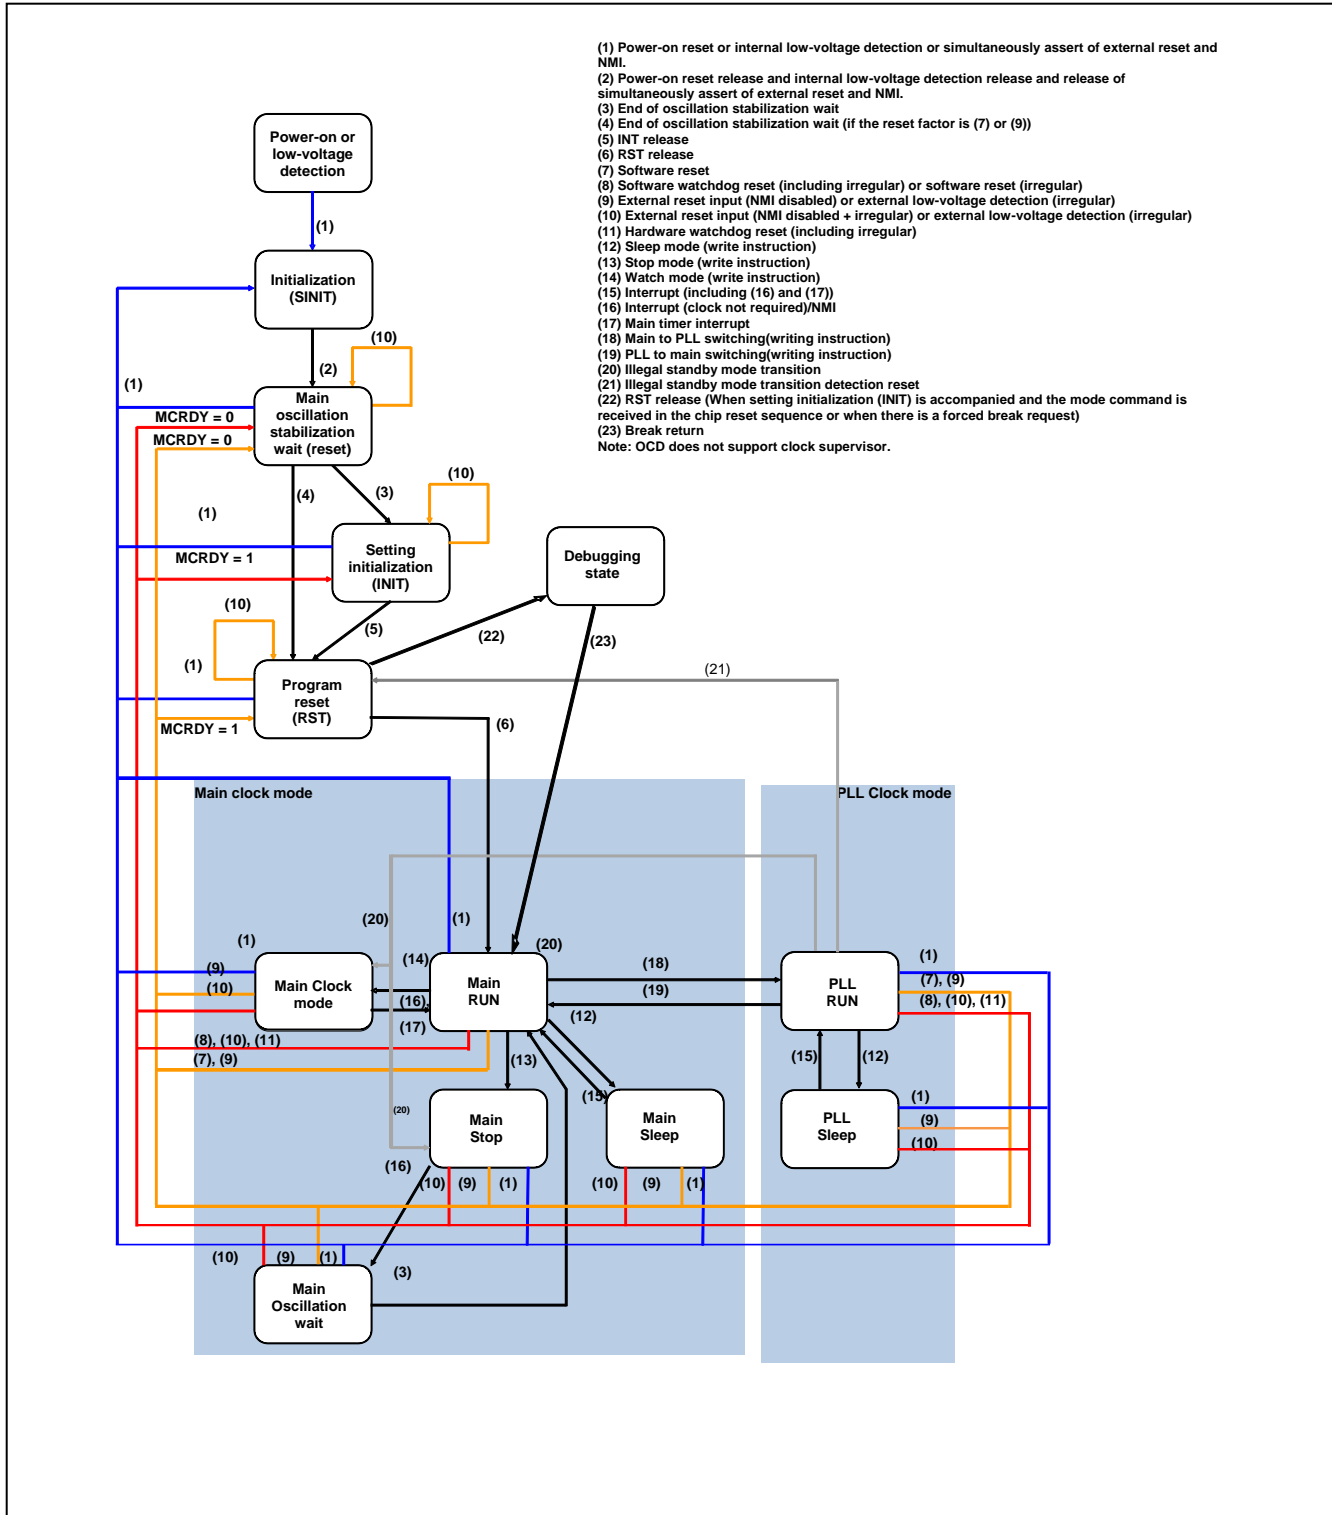 (1) Power-on reset or internal low-voltage detection or simultaneously assert of external reset and
NMI.
(2) Power-on reset release and internal low-voltage detection release and release of
simultaneously assert of external reset and NMI.
(3) End of oscillation stabilization wait
(4) End of oscillation stabilization wait (if the reset factor is (7) or (9))
(5) INT release
(6) RST release
(7) Software reset
(8) Software watchdog reset (including irregular) or software reset (irregular)
(9) External reset input (NMI disabled) or external low-voltage detection (irregular)
(10) External reset input (NMI disabled + irregular) or external low-voltage detection (irregular)
(11) Hardware watchdog reset (including irregular)
(12) Sleep mode (write instruction)
(13) Stop mode (write instruction)
(14) Watch mode (write instruction)
(15) Interrupt (including (16) and (17))
(16) Interrupt (clock not required)/NMI
(17) Main timer interrupt
(18) Main to PLL switching(writing instruction)
(19) PLL to main switching(writing instruction)
(20) Illegal standby mode transition
(21) Illegal standby mode transition detection reset
(22) RST release (When setting initialization (INIT) is accompanied and the mode command is
received in the chip reset sequence or when there is a forced break request)
(23) Break return
Note: OCD does not support clock supervisor.
Power-on or
low-voltage
detection
(1)
Initialization
(SINIT)
(10)
(2)
(1)
Main
oscillation
stabilization
wait (reset)
MCRDY = 0
MCRDY = 0
(4)
(3)
(10)
(1)
Setting
initialization
(INIT)
MCRDY = 1
Debugging
state
(10)
(5)
(22)
(23)
(1)
(21)
Program
reset
(RST)
MCRDY = 1
(6)
Main clock mode
PLL Clock mode
(20)
(1)
(1)
(20)
(14)
(9)
(10)
Main Clock
mode
(16),
(17)
Main
RUN
(18)
(19)
(12)
PLL
RUN
(1)
(7), (9)
(8), (10), (11)
(8), (10), (11)
(7), (9)
(13)
(15)
(12)
(15)
(20)
Main
Stop
Main
Sleep
PLL
Sleep
(1)
(9)
(10)
(16)
(10)
(9)
(1)
(10)
(9)
(1)
(10)
(9)
(1)
(3)
Main
Oscillation
wait